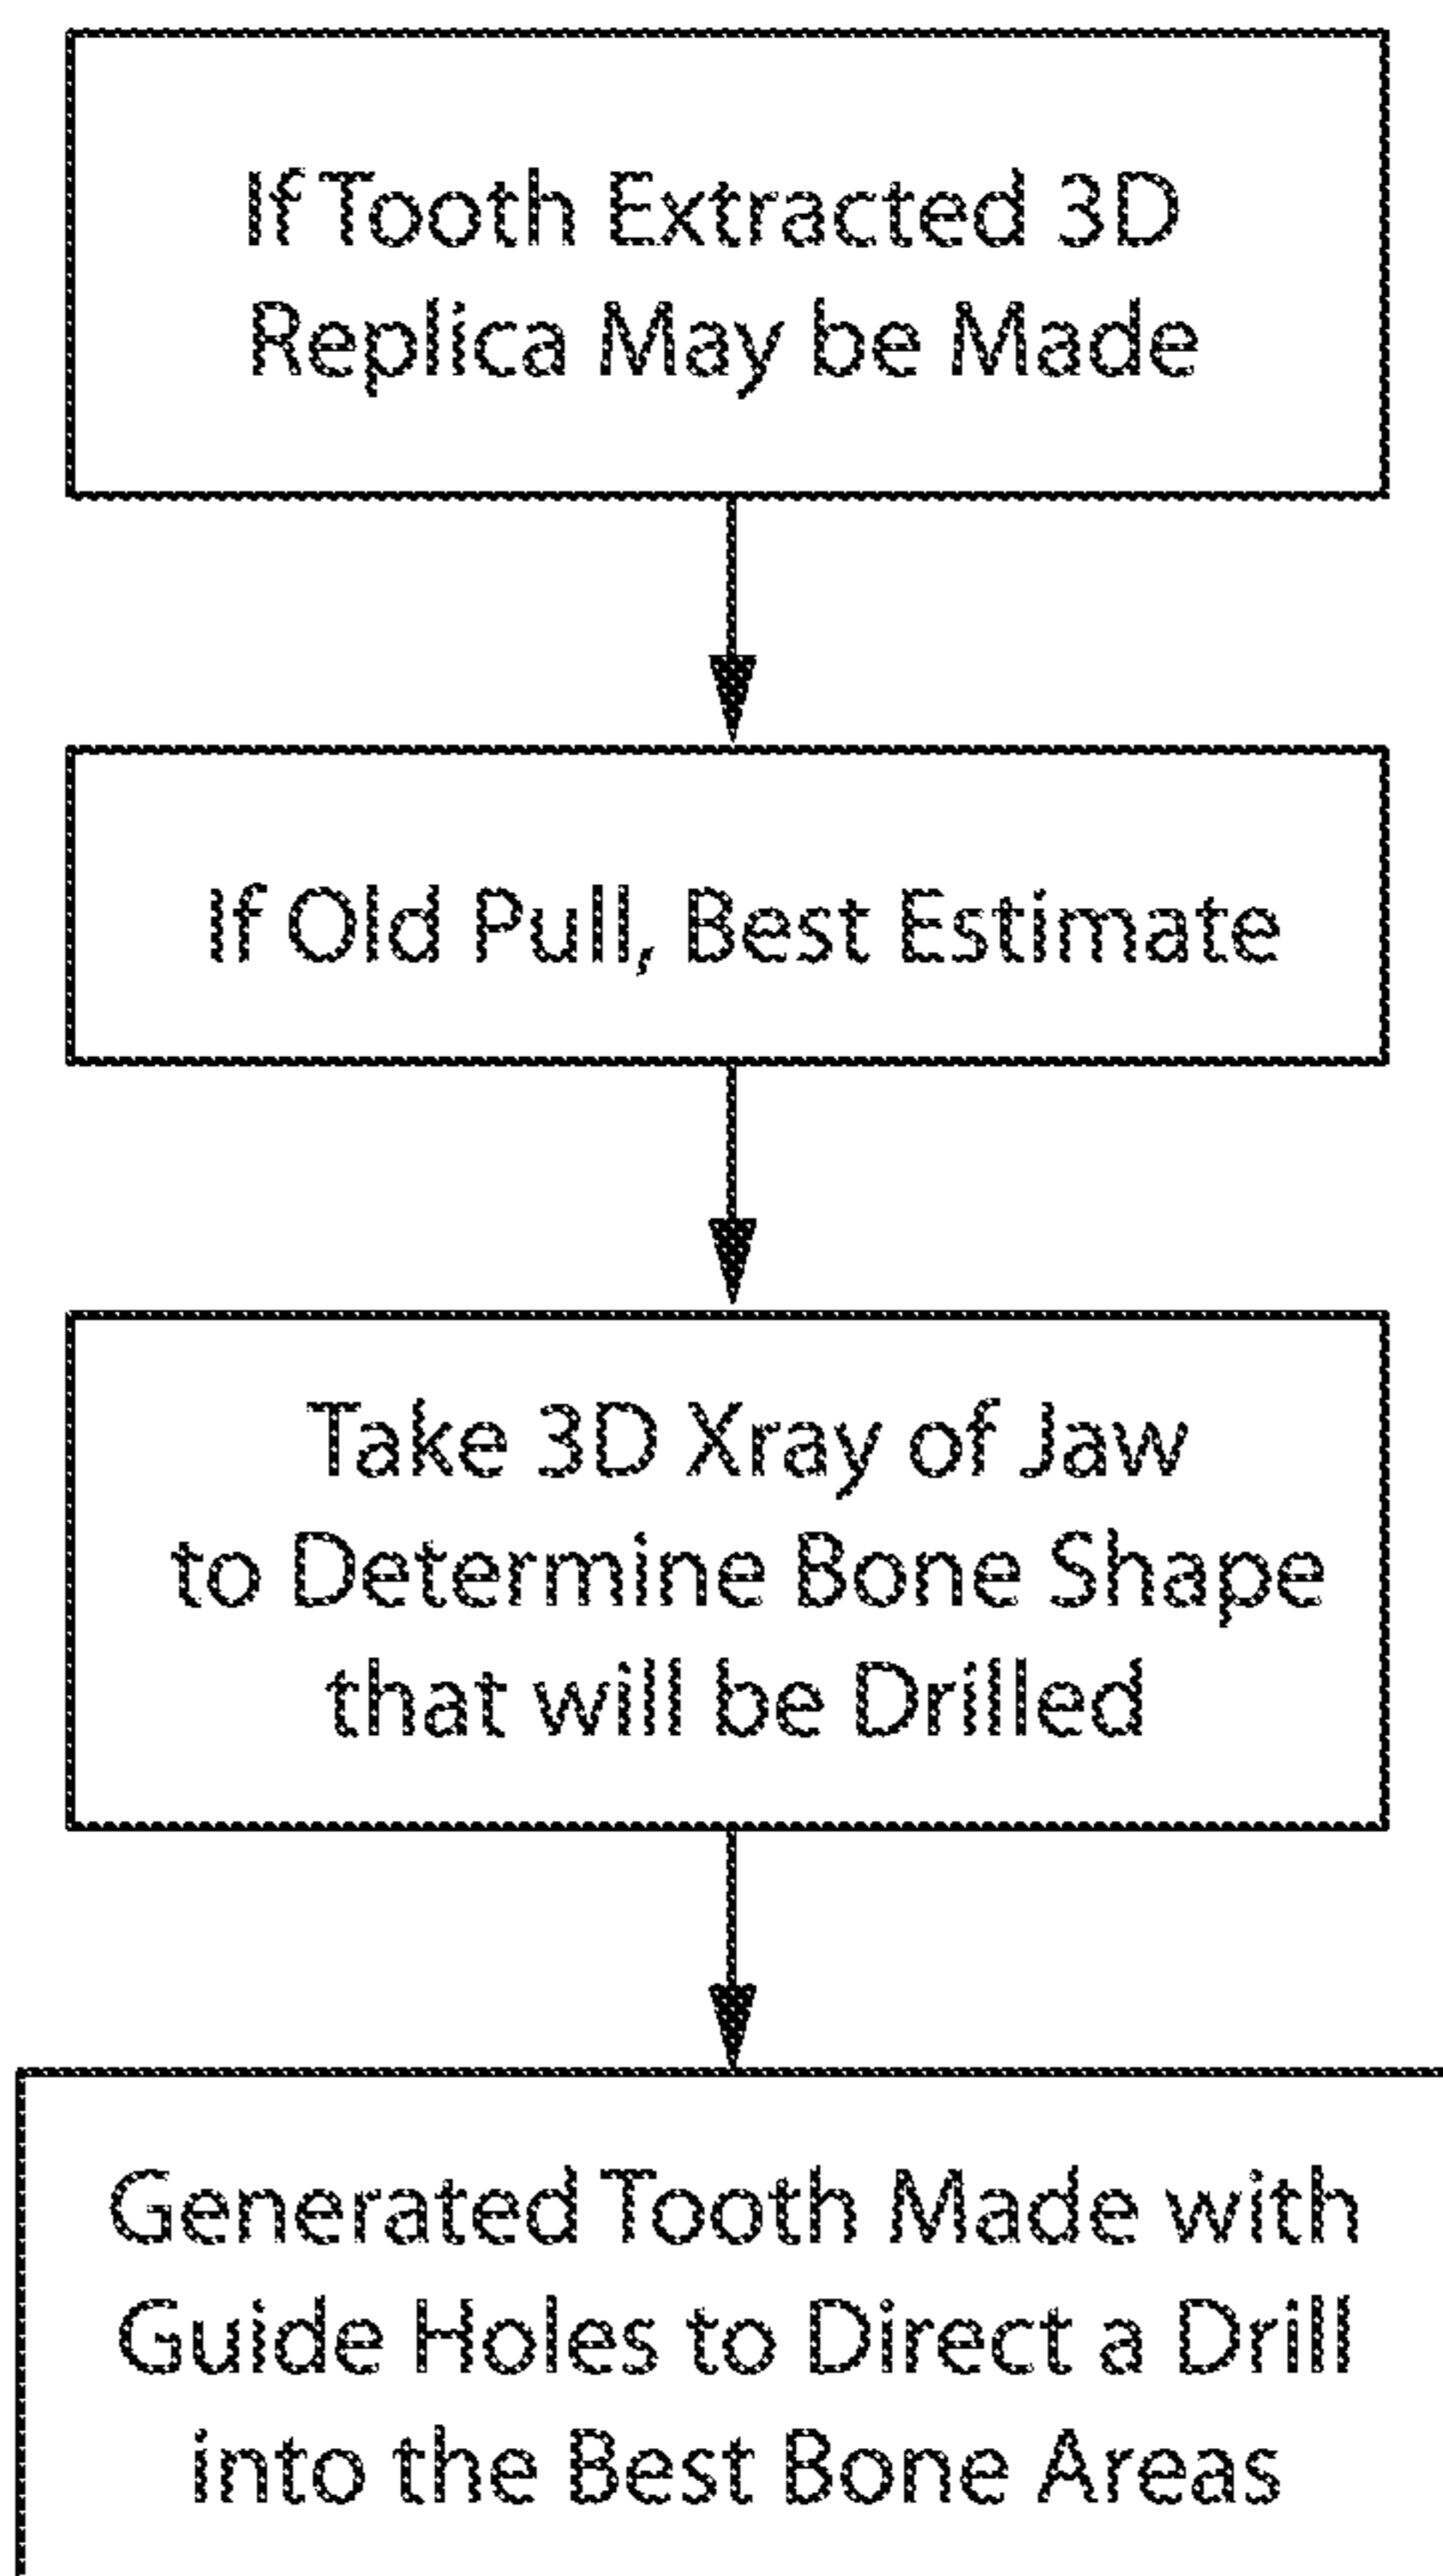 If Tooth Extracted 3D
Replica May be Made
If Old Pull, Best Estimate
Take 3D Xray of Jaw
to Determine Bone Shape
that will be Drilled
Generated Tooth Made with
Guide Holes to Direct a Drill
into the Best Bone Areas